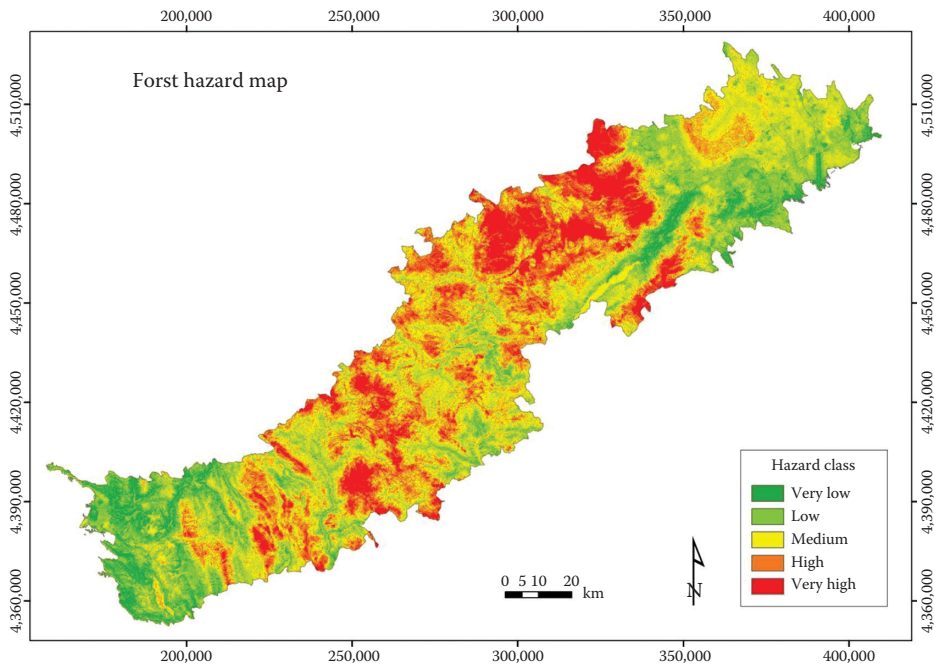 200,000 250,000 300,000 350,000 400,000
Forst hazard map
4,510,000 4,510,000
4,480,000 4,480,000
4,450,000 4,450,000
4,420,000 4,420,000
4,390,000 4,390,000
4,360,000 4,360,000
Hazard class
Very low
Low
Medium
High
Very high
0 5 10 20
km
N
200,000 250,000 300,000 350,000 400,000